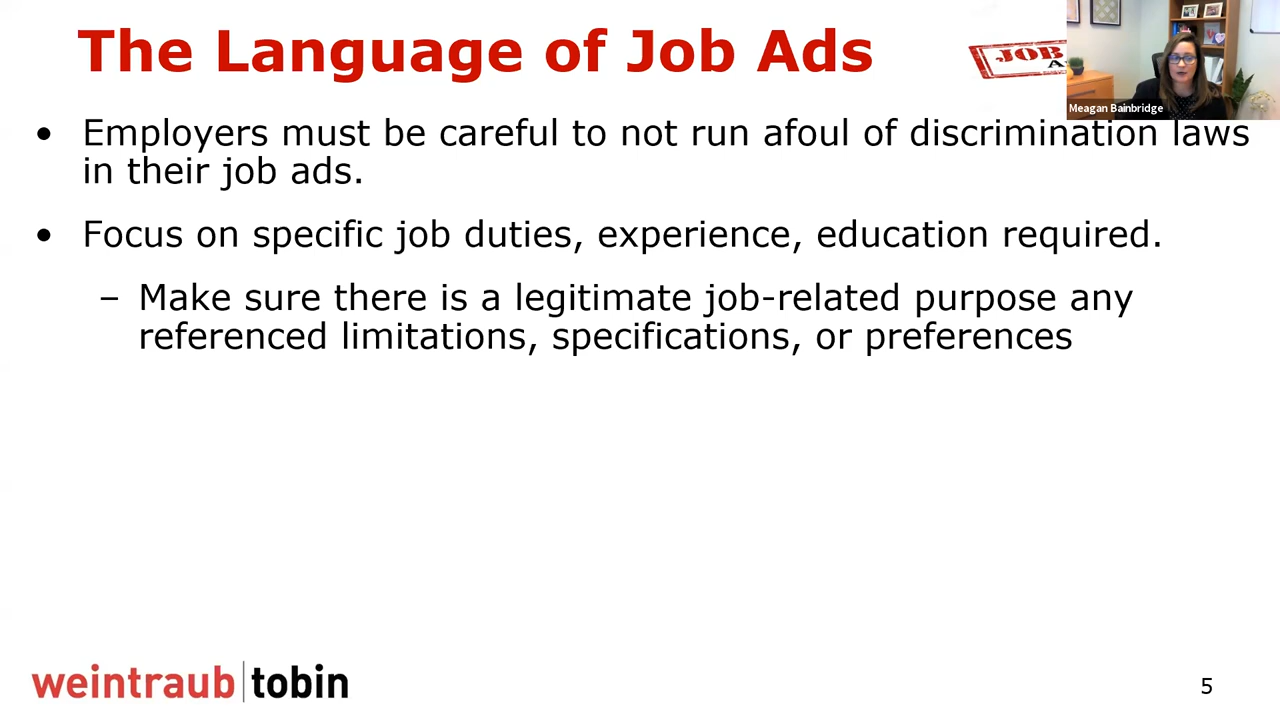 The Language of Job Ads
JOB
Meagan Bainbridge
• Employers must be careful to not run afoul of discrimination laws
in their job ads.
• Focus on specific job duties, experience, education required.
– Make sure there is a legitimate job-related purpose any
referenced limitations, specifications, or preferences
weintraub|tobin
5